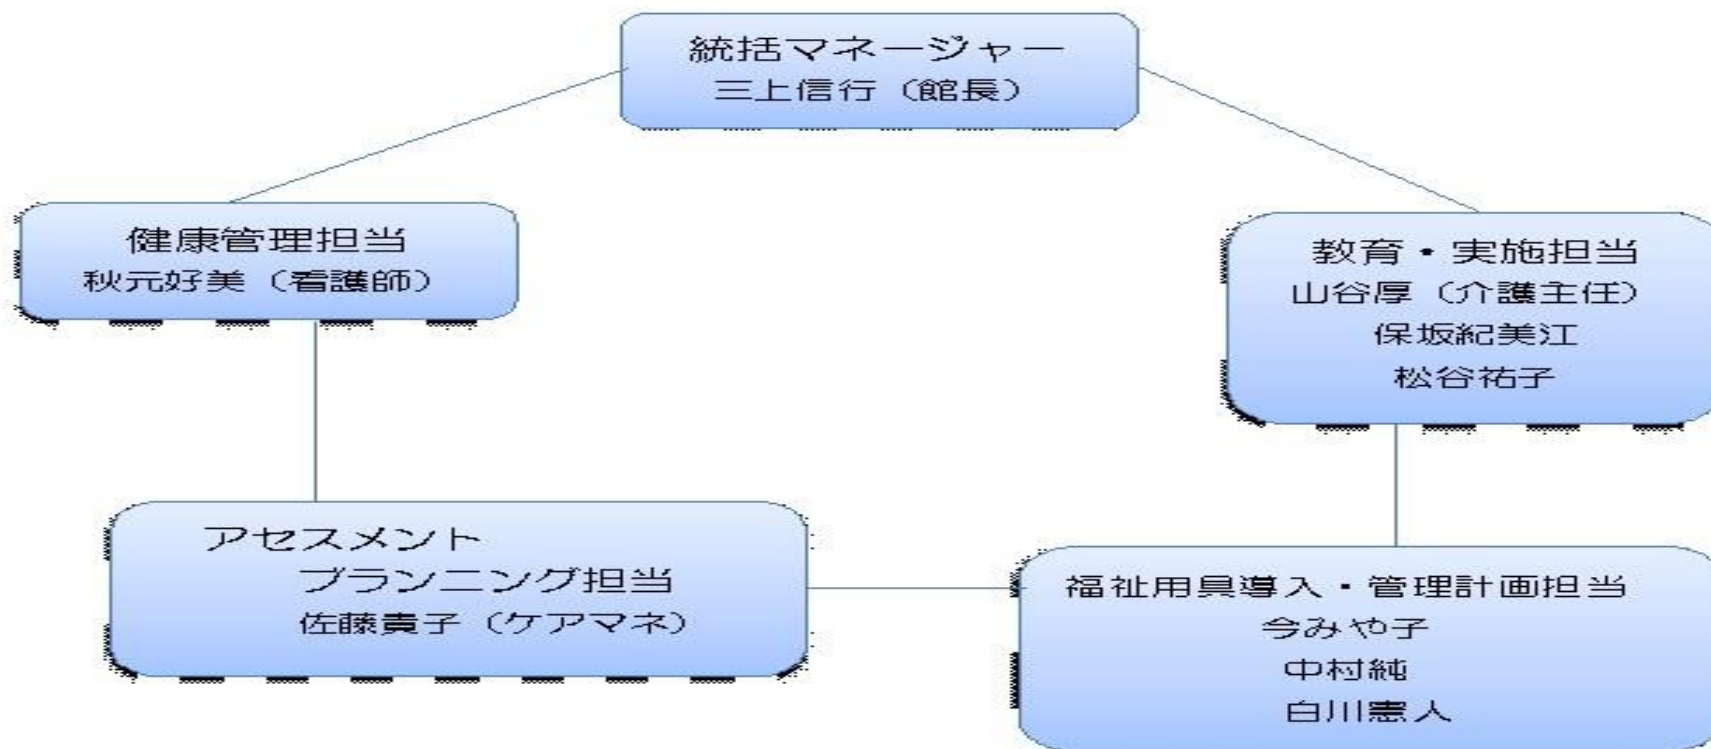 統括マネージャー
三上信行（館長）
健康管理担当
秋元好美（看護師）
教育・実施担当
山谷厚（介護主任）
保坂紀美江
松谷祐子
アセスメント
プランニング担当
佐藤貴子（ケアマネ）
福祉用具導入・管理計画担当
今みや子
中村純
白川憲人